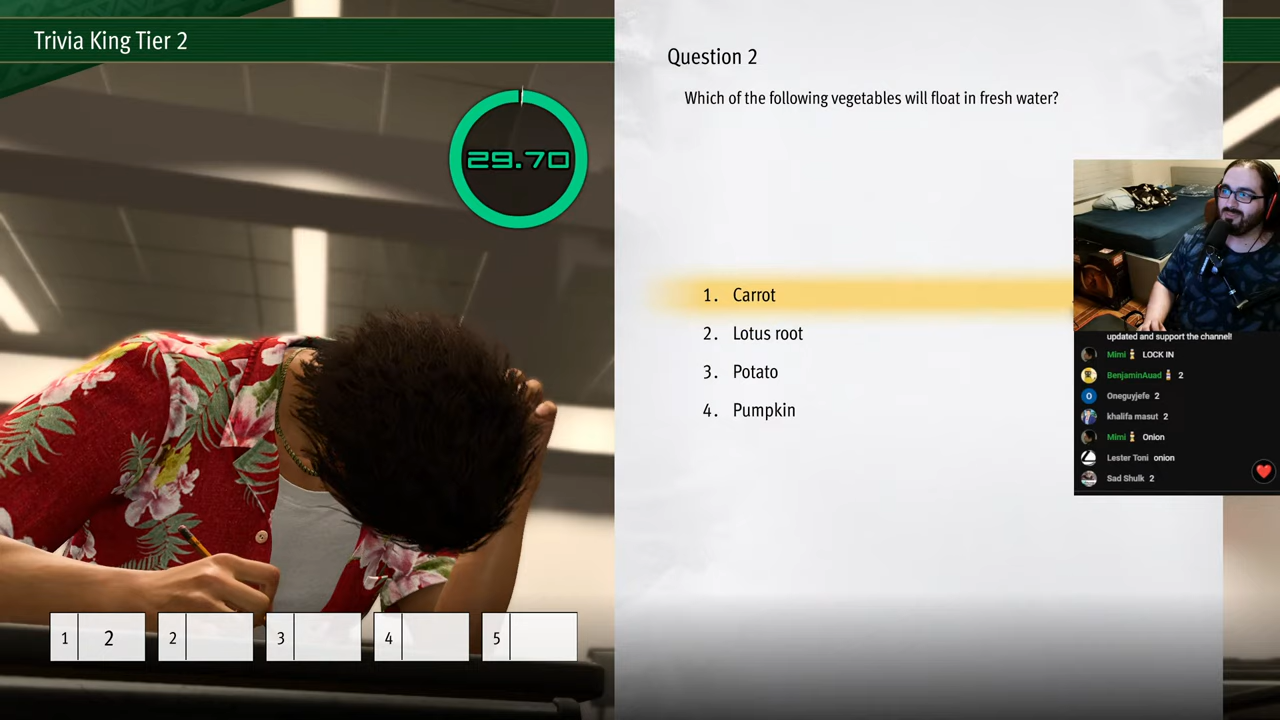 Trivia King Tier 2
29.70
Question 2
Which of the following vegetables will float in fresh water?
1. Carrot
2. Lotus root
3. Potato
4. Pumpkin
updated and support the channel!
Mimi LOCK IN
BenjaminAuad 2
O Oneguyjefe 2
khalifa masut 2
Mimi Onion
Lester Toni onion
Sad Shulk 2
1 2 2 3 4 5